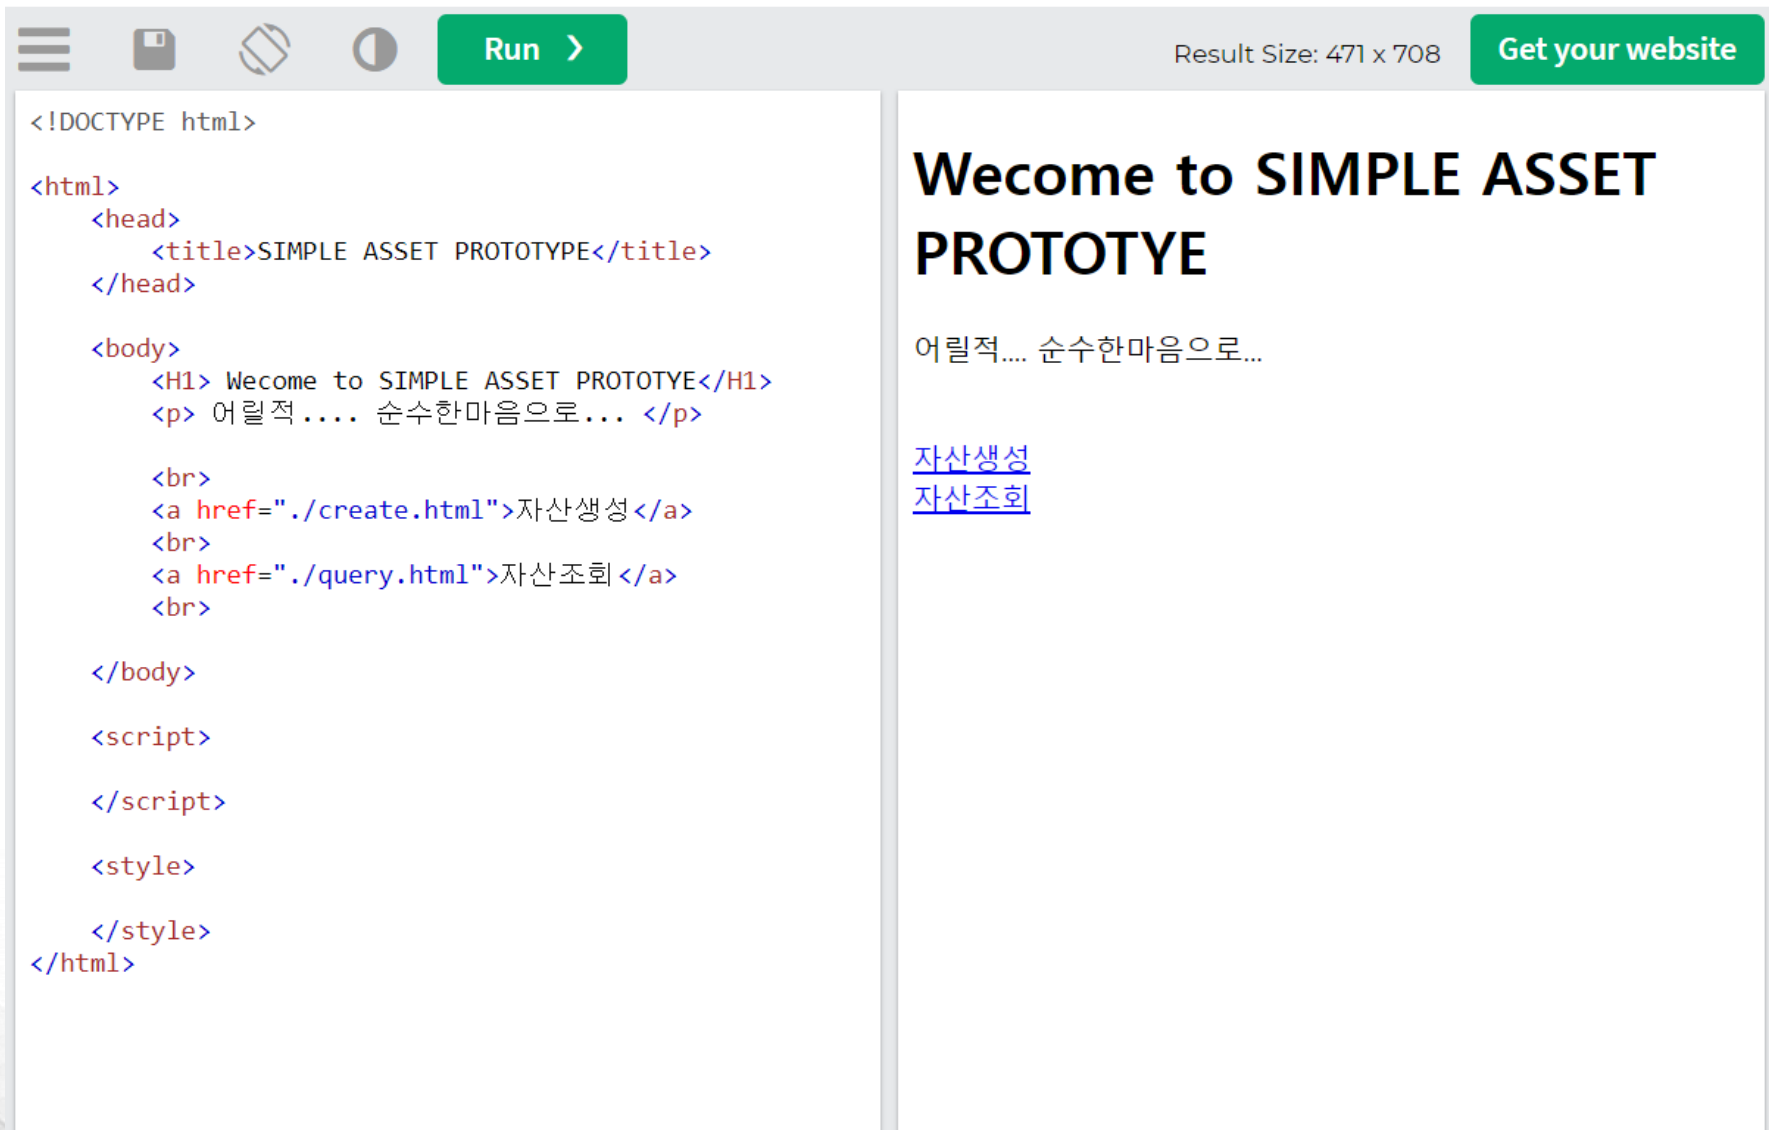 Run ❯
Result Size: 471 x 708
Get your website
<!DOCTYPE html>
<html>
<head>
<title>SIMPLE ASSET PROTOTYPE</title>
</head>
<body>
<H1> Wecome to SIMPLE ASSET PROTOTYE</H1>
<p> 어릴적.... 순수한마음으로... </p>
<br>
<a href="./create.html">자산생성</a>
<br>
<a href="./query.html">자산조회</a>
<br>
</body>
<script>
</script>
<style>
</style>
</html>
Wecome to SIMPLE ASSET
PROTOTYE
어릴적.... 순수한마음으로...
자산생성
자산조회